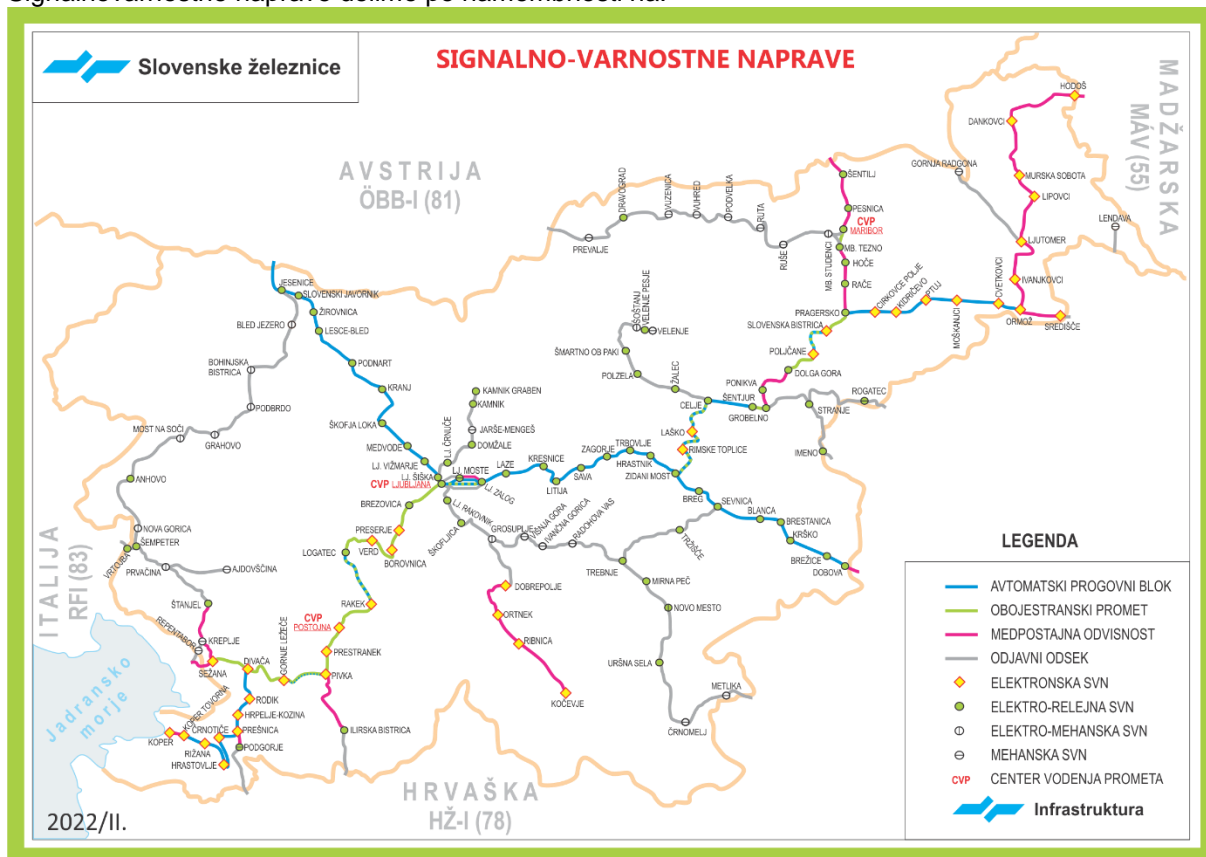 Signalnovarnostne naprave delimo po namembnosti na:
Slovenske železnice
SIGNALNO-VARNOSTNE NAPRAVE
AVSTRIJA
ÖBB-I (81)
MADŽARSKA
MÁV (55)
ITALIJA
RFI (83)
HRVAŠKA
HŽ-I (78)
Jadransko
morje
HODOŠ
DANKOVCI
GORNJA RADGONA
MURSKA SOBOTA
LIPOVCI
LENDAVA
LJUTOMER
IVANJKOVCI
CVETKOVCI
ORMOŽ
SREDIŠČE
MOŠKANJCI
PTUJ
KIDRIČEVO
CIRKOVCE POLJE
PRAGERSKO
ŠENTILJ
PESNICA
CVP
MARIBOR
MB. TEZNO
MB. STUDENCI
HOČE
RAČE
RUŠE
RUTA
PODVELKA
VUHRED
VUZENICA
DRAVOGRAD
PREVALJE
SLOVENSKA BISTRICA
POLJČANE
DOLGA GORA
PONIKVA
GROBELNO
ŠENTJUR
ROGATEC
STRANJE
IMENO
CELJE
ŽALEC
POLZELA
ŠMARTNO OB PAKI
ŠOŠTANJ
VELENJE PESJE
VELENJE
LAŠKO
RIMSKE TOPLICE
ZIDANI MOST
HRASTNIK
TRBOVLJE
ZAGORJE
SAVA
LITIJA
KRESNICE
LAZE
LJ. ZALOG
LJ. MOSTE
CVP LJUBLJANA
LJ. ŠIŠKA
LJ. VIŽMARJE
MEDVODE
ŠKOFJA LOKA
KRANJ
PODNART
LESCE-BLED
ŽIROVNICA
SLOVENSKI JAVORNIK
JESENICE
BLED JEZERO
BOHINJSKA
BISTRICA
PODBRDO
GRAHOVO
MOST NA SOČI
ANHOVO
NOVA GORICA
ŠEMPETER
VRTOJBA
PRVAČINA
AJDOVŠČINA
ŠTANJEL
KREPLJE
REPENTABOR
SEŽANA
DIVAČA
GORNJE LEŽEČE
PIVKA
PRESTRANEK
CVP
POSTOJNA
RAKEK
LOGATEC
VERD
BOROVNICA
PRESERJE
BREZOVICA
KAMNIK GRABEN
KAMNIK
JARŠE-MENGEŠ
DOMŽALE
LJ. ČRNUČE
LJ. RAKOVNIK
ŠKOFLJICA
GROSUPLJE
VIŠNJA GORA
IVANČNA GORICA
RADOHOVA VAS
TREBNJE
TRŽIŠČE
MIRNA PEČ
NOVO MESTO
URŠNA SELA
METLIKA
ČRNOMELJ
DOBREPOLJE
ORTNEK
RIBNICA
KOČEVJE
BREG
SEVNICA
BLANCA
BRESTANICA
KRŠKO
BREŽICE
DOBOVA
ILIRSKA BISTRICA
RODIK
HRPELJE-KOZINA
PREŠNICA
PODGORJE
ČRNOTIČE
KOPER TOVORNA
KOPER
RIŽANA
HRASTOVLJE
LEGENDA
AVTOMATSKI PROGOVNI BLOK
OBOJESTRANSKI PROMET
MEDPOSTAJNA ODVISNOST
ODJAVNI ODSEK
ELEKTRONSKA SVN
ELEKTRO-RELEJNA SVN
ELEKTRO-MEHANSKA SVN
MEHANSKA SVN
CVP CENTER VODENJA PROMETA
Infrastruktura
2022/II.